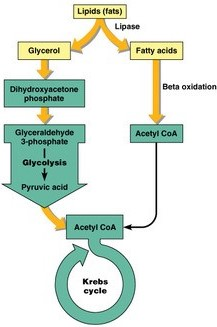 Lipids (fats)
Lipase
Glycerol
Fatty acids
Dihydroxyacetone
phosphate
Beta oxidation
Glyceraldehyde
3-phosphate
Glycolysis
Pyruvic acid
Acetyl CoA
Acetyl CoA
Krebs
cycle